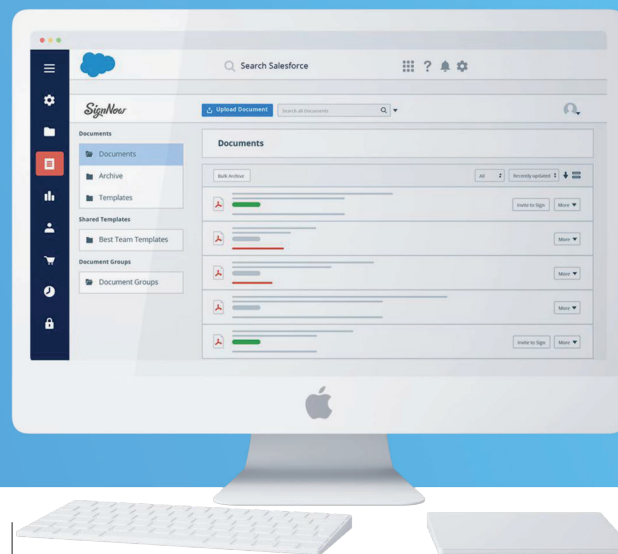 Search Salesforce
?
SignNow
Upload Document
Search all Documents
Documents
Documents
Archive
Templates
Shared Templates
Best Team Templates
Document Groups
Document Groups
Documents
Bulk Archive
All
Recently updated
Invite to Sign
More
More
More
More
Invite to Sign
More